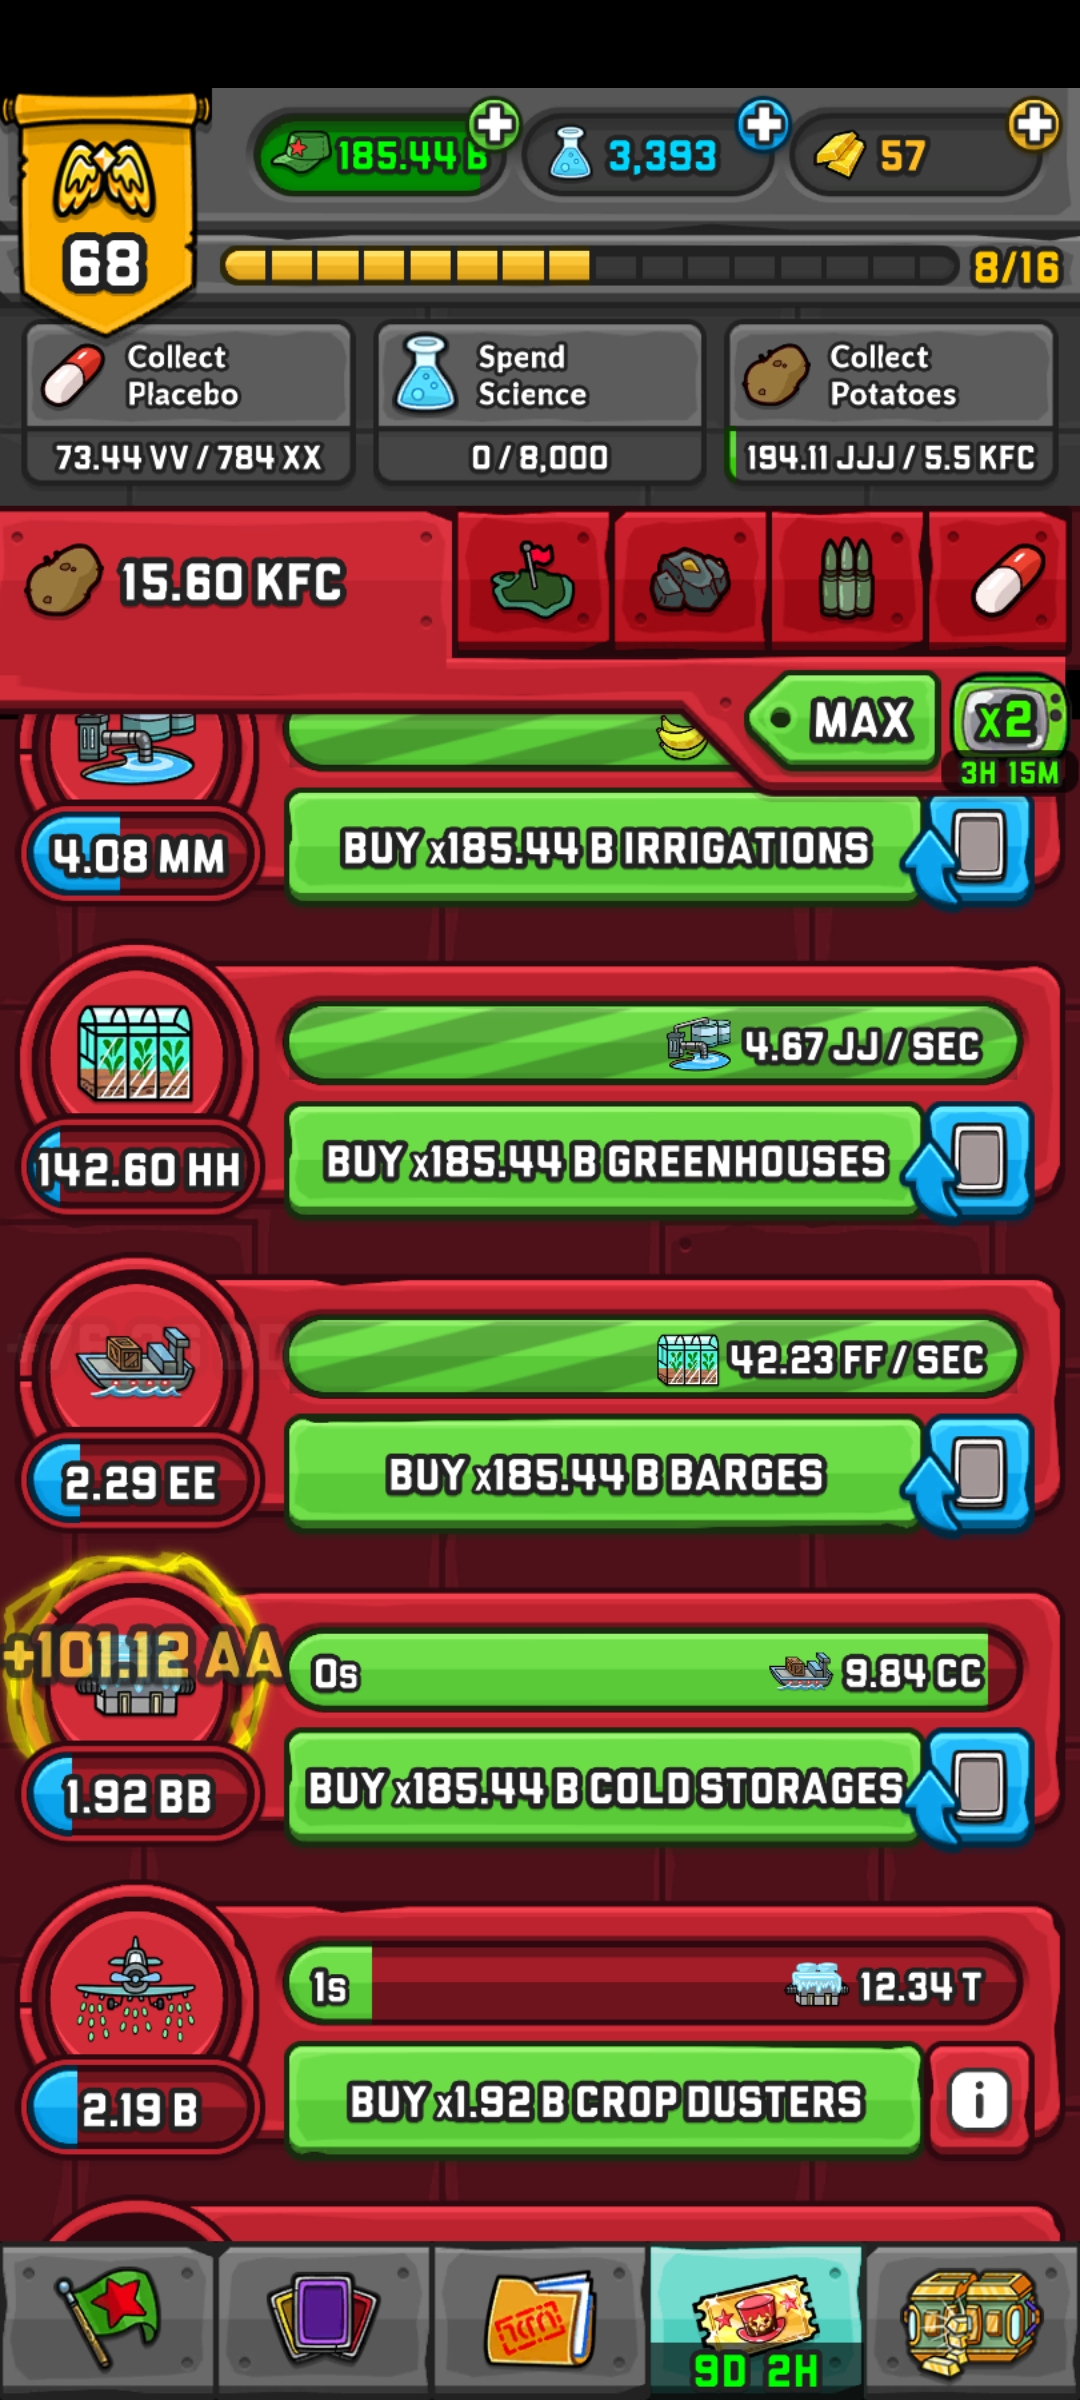 185.44 B
3,393
57
68
8/16
Collect
Placebo
73.44 VV / 784 XX
Spend
Science
0 / 8,000
Collect
Potatoes
194.11 JJJ / 5.5 KFC
15.60 KFC
MAX
x2
3H 15M
4.08 MM
BUY x185.44 B IRRIGATIONS
4.67 JJ / SEC
142.60 HH
BUY x185.44 B GREENHOUSES
42.23 FF / SEC
2.29 EE
BUY x185.44 B BARGES
+101.12 AA
0s
9.84 CC
1.92 BB
BUY x185.44 B COLD STORAGES
1s
12.34 T
2.19 B
BUY x1.92 B CROP DUSTERS
i
9D 2H